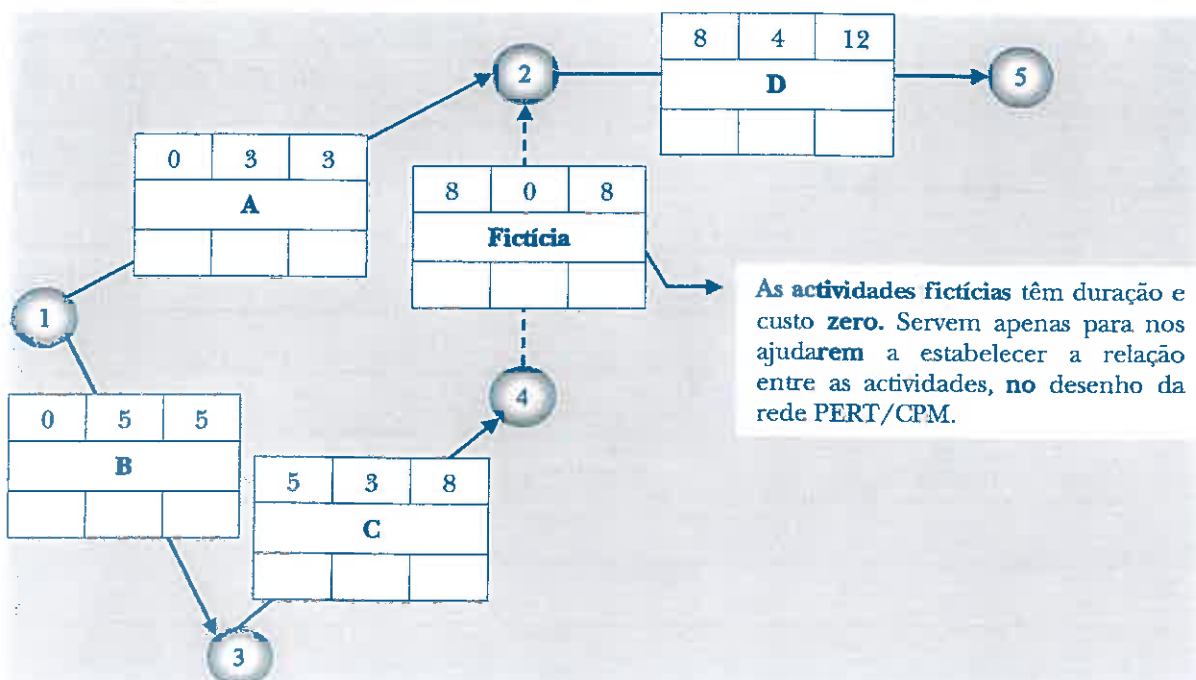 8 4 12
2
D
5
0 3 3
A
8 0 8
Fictícia
1
As actividades fictícias têm duração e
custo zero. Servem apenas para nos
ajudarem a estabelecer a relação
entre as actividades, no desenho da
rede PERT/CPM.
4
0 5 5
B
5 3 8
C
3